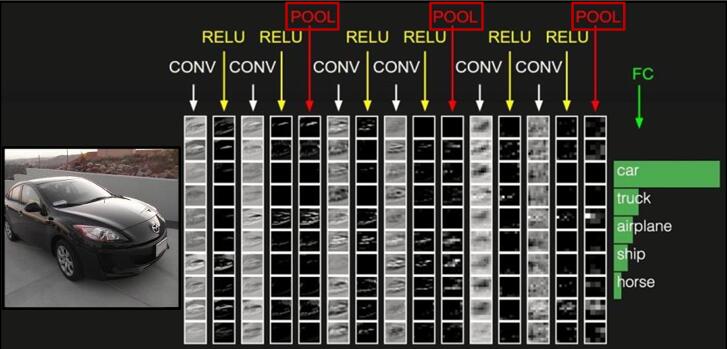 POOL POOL POOL
RELU RELU RELU RELU RELU RELU
CONV CONV CONV CONV CONV CONV
FC
car
truck
airplane
ship
horse